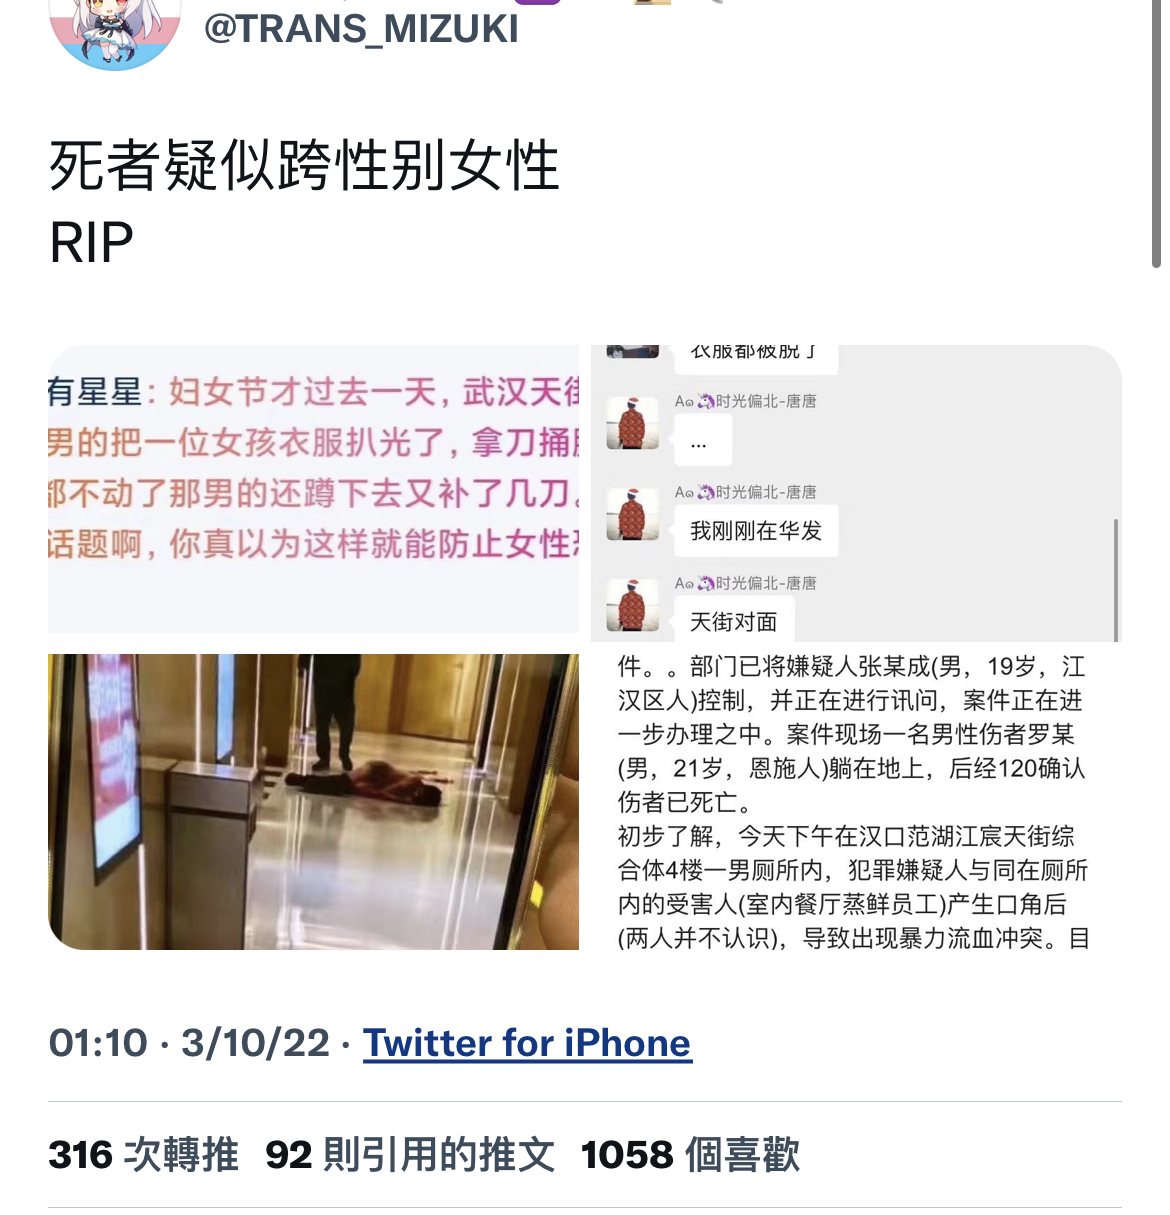 @TRANS_MIZUKI
死者疑似跨性别女性
RIP
有星星：妇女节才过去一天，武汉天街
男的把一位女孩衣服扒光了，拿刀捅
都不动了那男的还蹲下去又补了几刀。
话题啊，你真以为这样就能防止女性
衣服都被脱了
A๑🦄时光偏北-唐唐
...
A๑🦄时光偏北-唐唐
我刚刚在华发
A๑🦄时光偏北-唐唐
天街对面
件。。部门已将嫌疑人张某成(男，19岁，江
汉区人)控制，并正在进行讯问，案件正在进
一步办理之中。案件现场一名男性伤者罗某
(男，21岁，恩施人)躺在地上，后经120确认
伤者已死亡。
初步了解，今天下午在汉口范湖江宸天街综
合体4楼一男厕所内，犯罪嫌疑人与同在厕所
内的受害人(室内餐厅蒸鲜员工)产生口角后
(两人并不认识)，导致出现暴力流血冲突。目
01:10 · 3/10/22 · Twitter for iPhone
316 次轉推 92 則引用的推文 1058 個喜歡